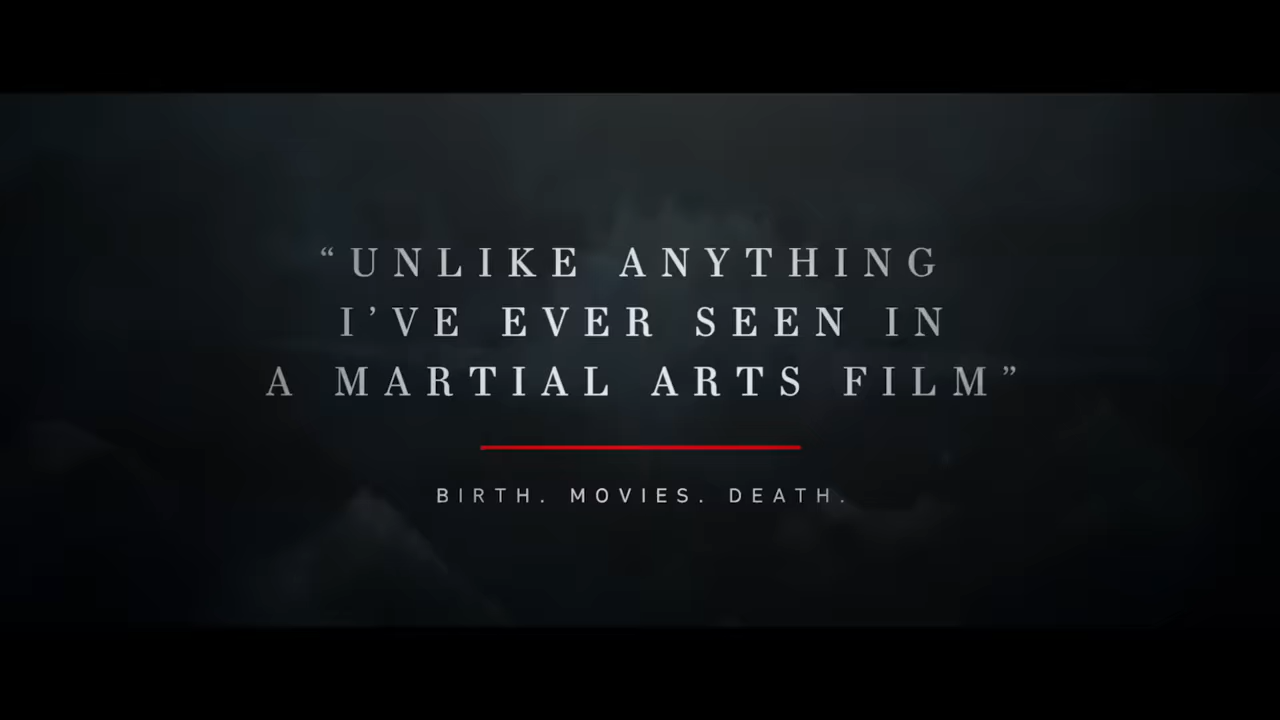 “UNLIKE ANYTHING
I’VE EVER SEEN IN
A MARTIAL ARTS FILM”
BIRTH. MOVIES. DEATH.